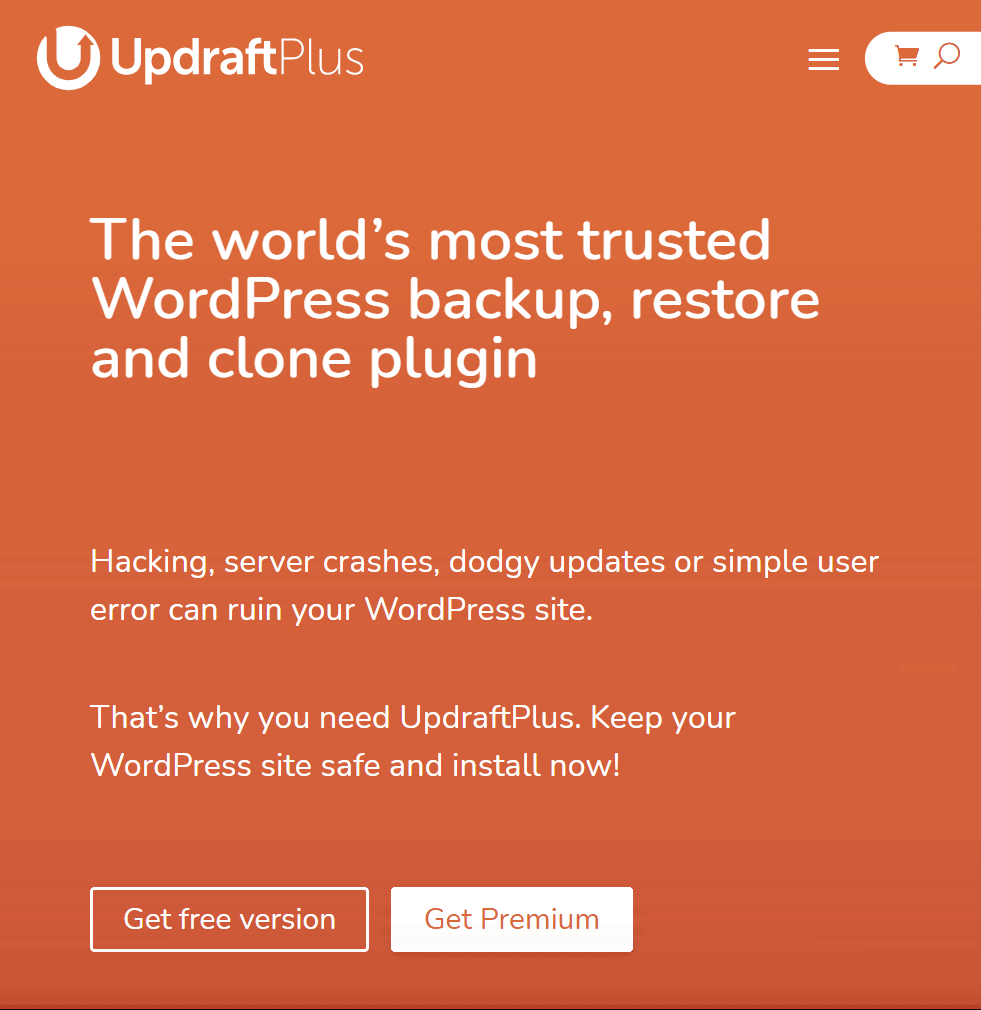 UpdraftPlus
The world’s most trusted
WordPress backup, restore
and clone plugin
Hacking, server crashes, dodgy updates or simple user
error can ruin your WordPress site.
That’s why you need UpdraftPlus. Keep your
WordPress site safe and install now!
Get free version
Get Premium